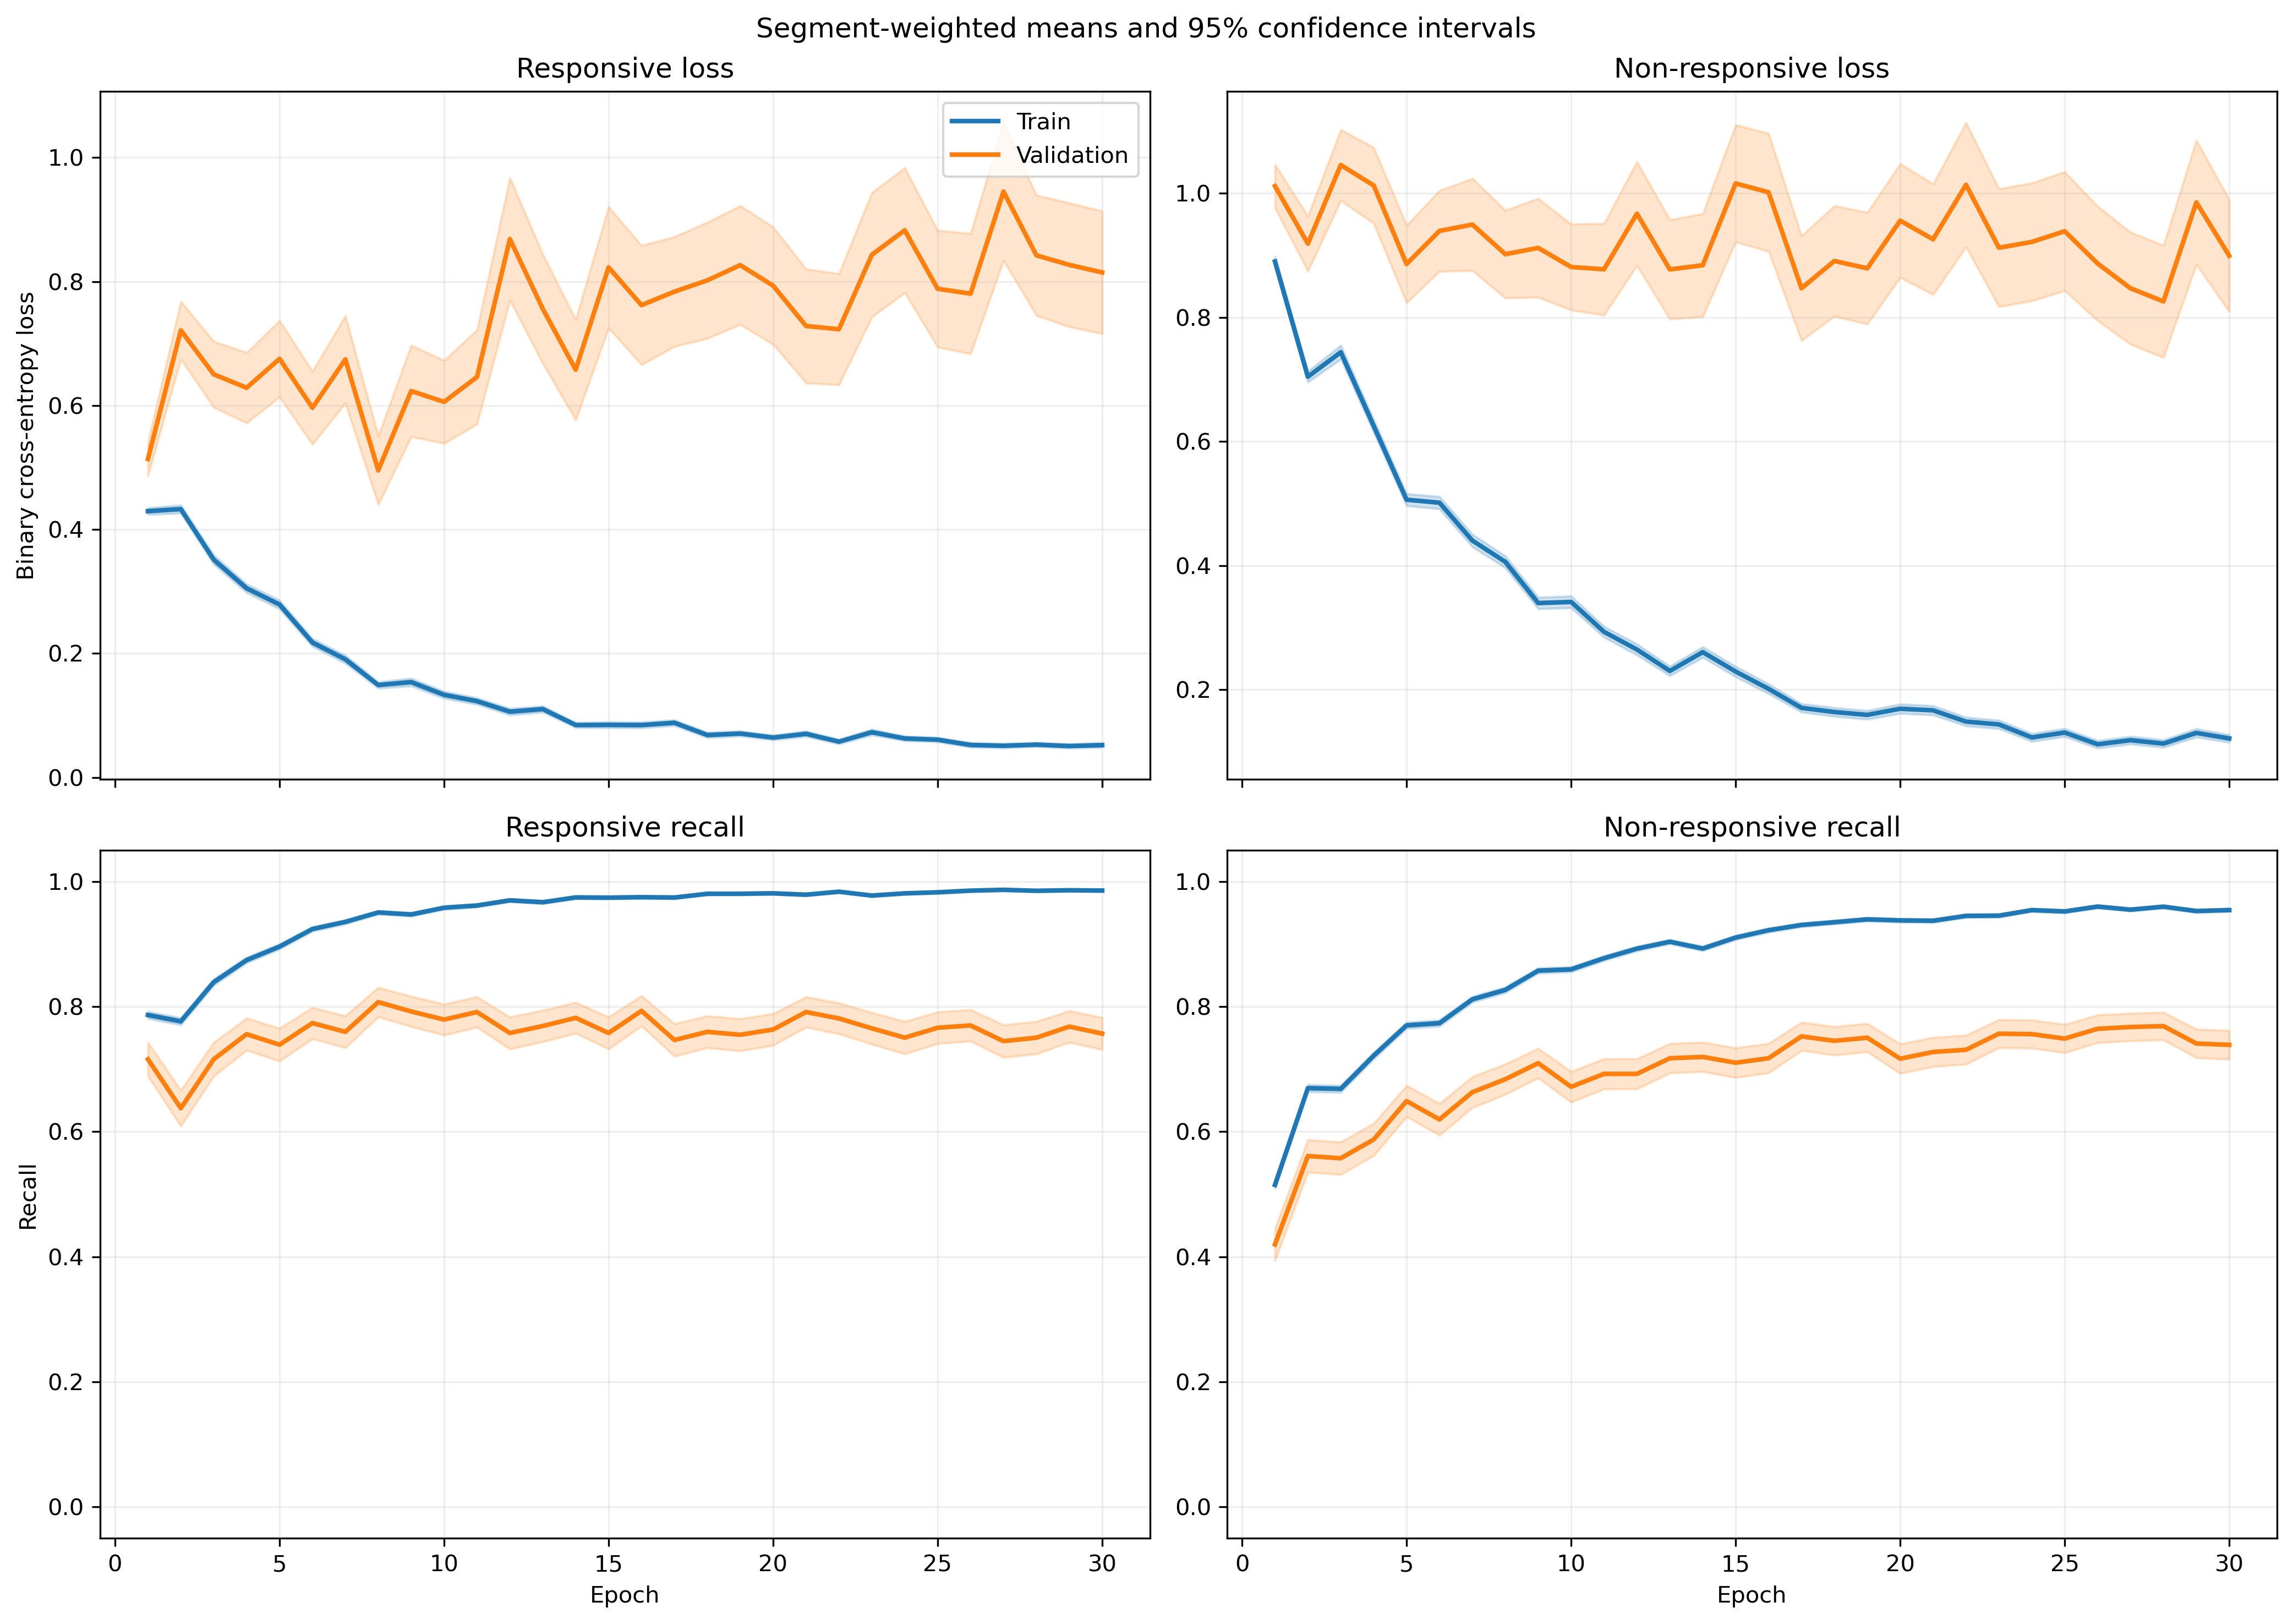 Segment-weighted means and 95% confidence intervals
Responsive loss
Non-responsive loss
Binary cross-entropy loss
1.0
0.8
0.6
0.4
0.2
0.0
Train
Validation
1.0
0.8
0.6
0.4
0.2
Responsive recall
Non-responsive recall
Recall
1.0
0.8
0.6
0.4
0.2
0.0
0 5 10 15 20 25 30
Epoch
1.0
0.8
0.6
0.4
0.2
0.0
0 5 10 15 20 25 30
Epoch